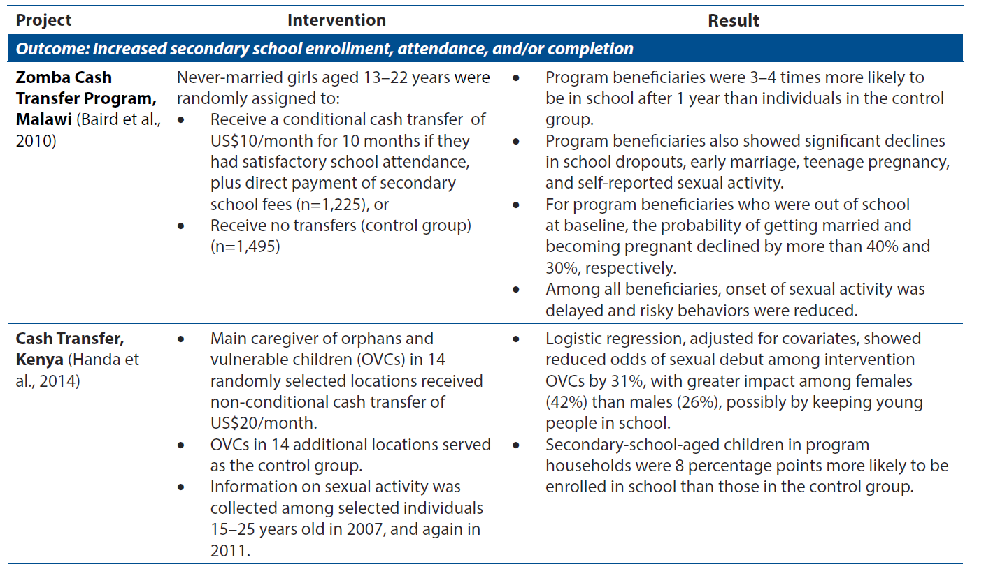 Project Intervention Result
Outcome: Increased secondary school enrollment, attendance, and/or completion
Zomba Cash
Transfer Program,
Malawi (Baird et al.,
2010)
Never-married girls aged 13–22 years were
randomly assigned to:
• Receive a conditional cash transfer of
US$10/month for 10 months if they
had satisfactory school attendance,
plus direct payment of secondary
school fees (n=1,225), or
• Receive no transfers (control group)
(n=1,495)
• Program beneficiaries were 3–4 times more likely to
be in school after 1 year than individuals in the control
group.
• Program beneficiaries also showed significant declines
in school dropouts, early marriage, teenage pregnancy,
and self-reported sexual activity.
• For program beneficiaries who were out of school
at baseline, the probability of getting married and
becoming pregnant declined by more than 40% and
30%, respectively.
• Among all beneficiaries, onset of sexual activity was
delayed and risky behaviors were reduced.
Cash Transfer,
Kenya (Handa et
al., 2014)
• Main caregiver of orphans and
vulnerable children (OVCs) in 14
randomly selected locations received
non-conditional cash transfer of
US$20/month.
• OVCs in 14 additional locations served
as the control group.
• Information on sexual activity was
collected among selected individuals
15–25 years old in 2007, and again in
2011.
• Logistic regression, adjusted for covariates, showed
reduced odds of sexual debut among intervention
OVCs by 31%, with greater impact among females
(42%) than males (26%), possibly by keeping young
people in school.
• Secondary-school-aged children in program
households were 8 percentage points more likely to be
enrolled in school than those in the control group.